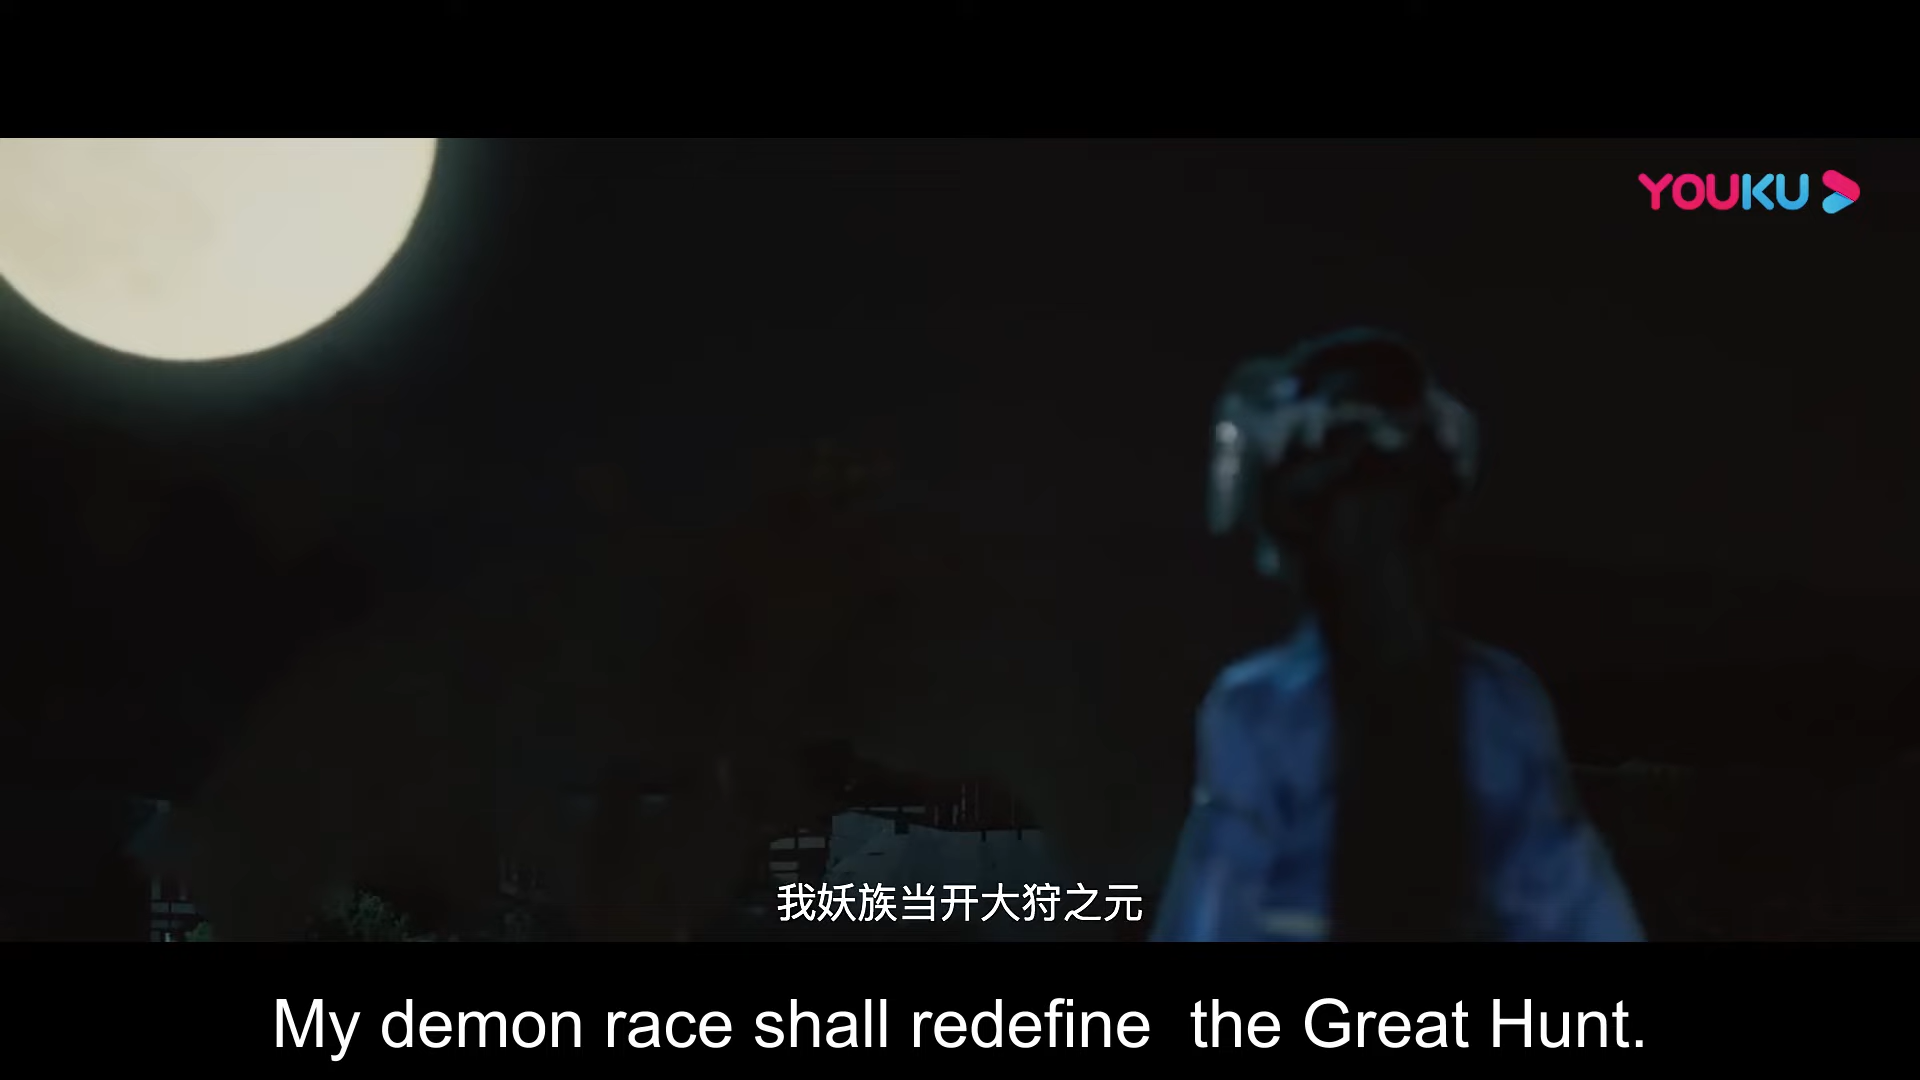 YOUKU
我妖族当开大狩之元
My demon race shall redefine  the Great Hunt.